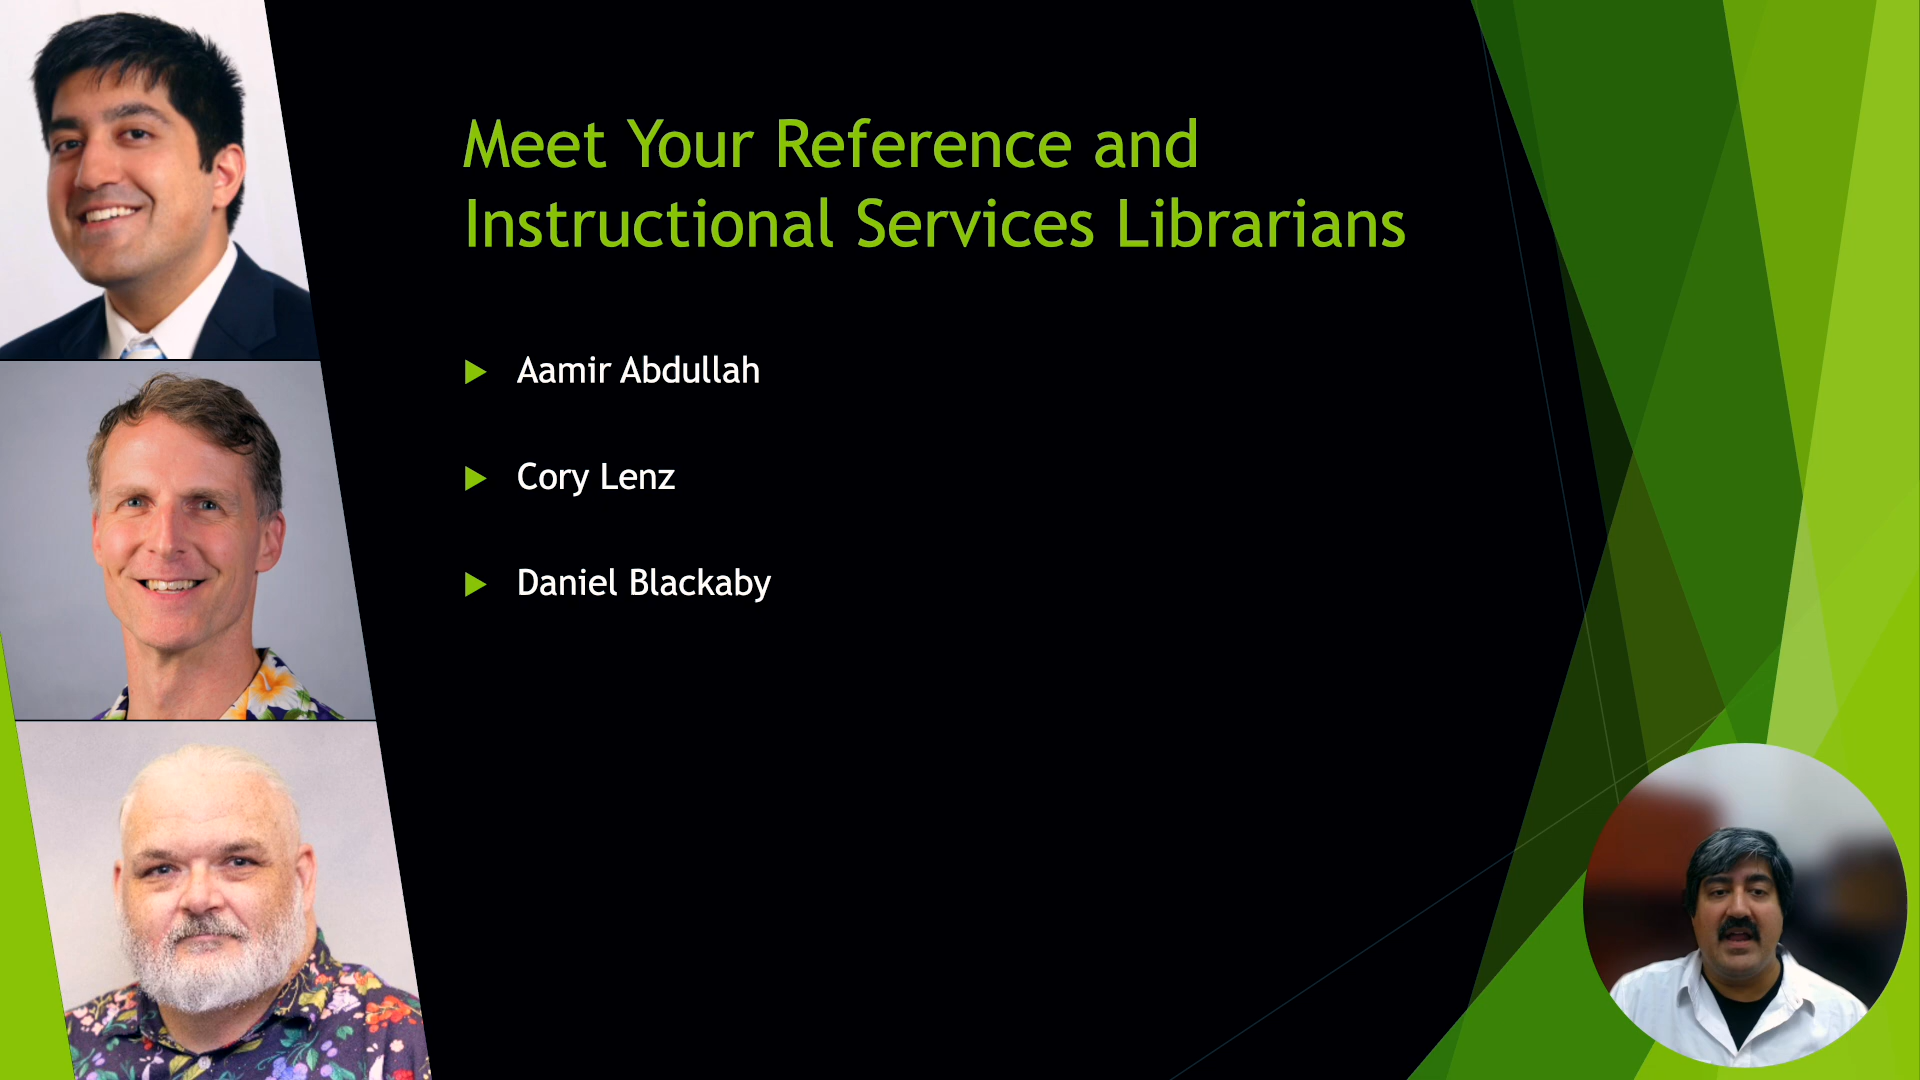 Meet Your Reference and
Instructional Services Librarians
Aamir Abdullah
Cory Lenz
Daniel Blackaby